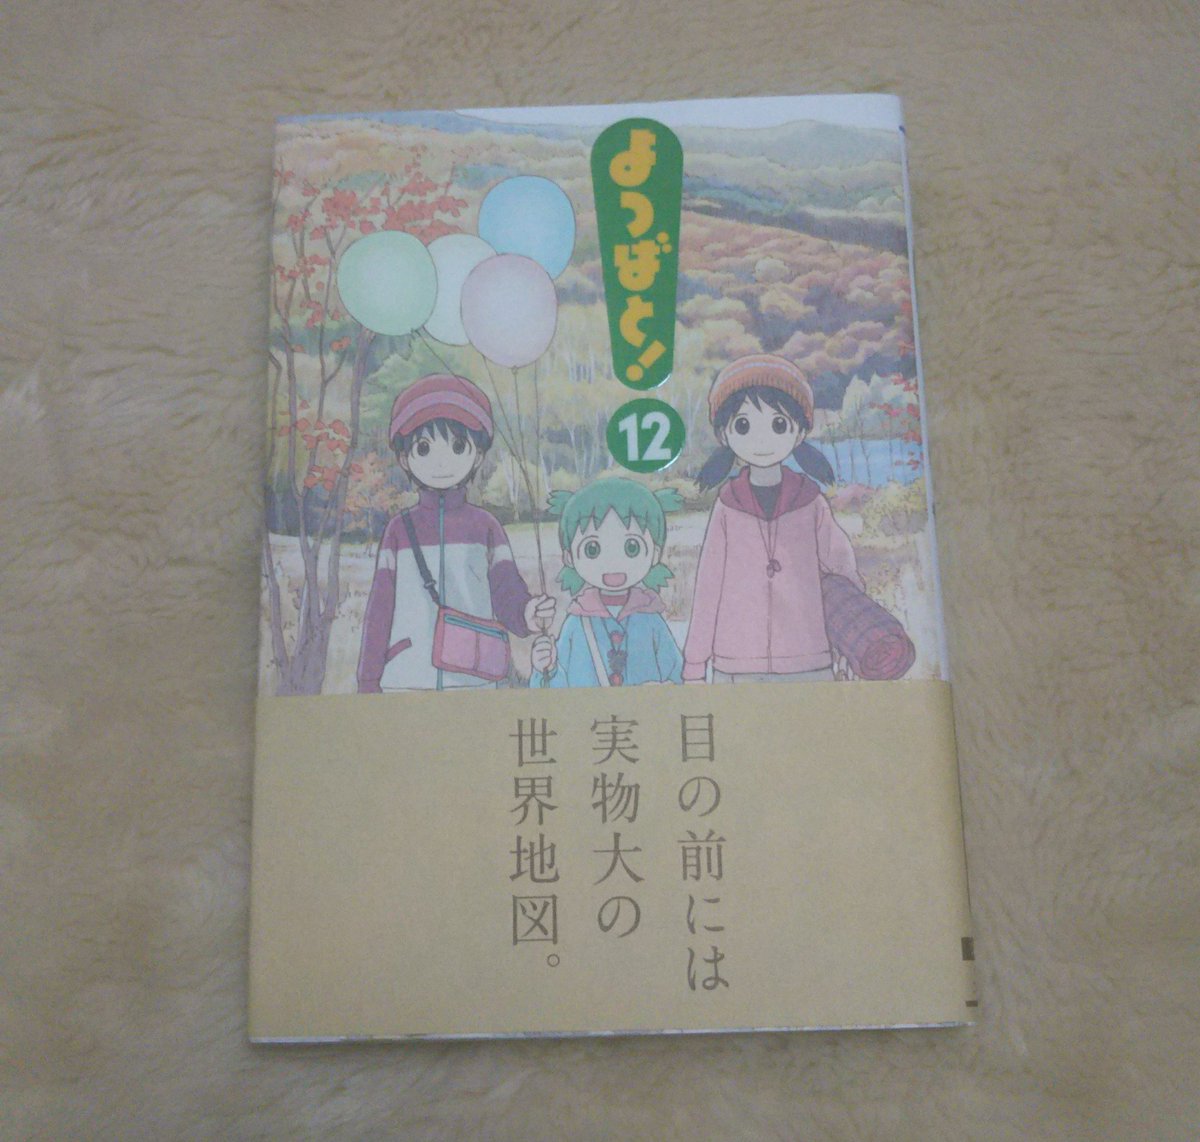 よつばと!
12
目の前には
実物大の
世界地図。